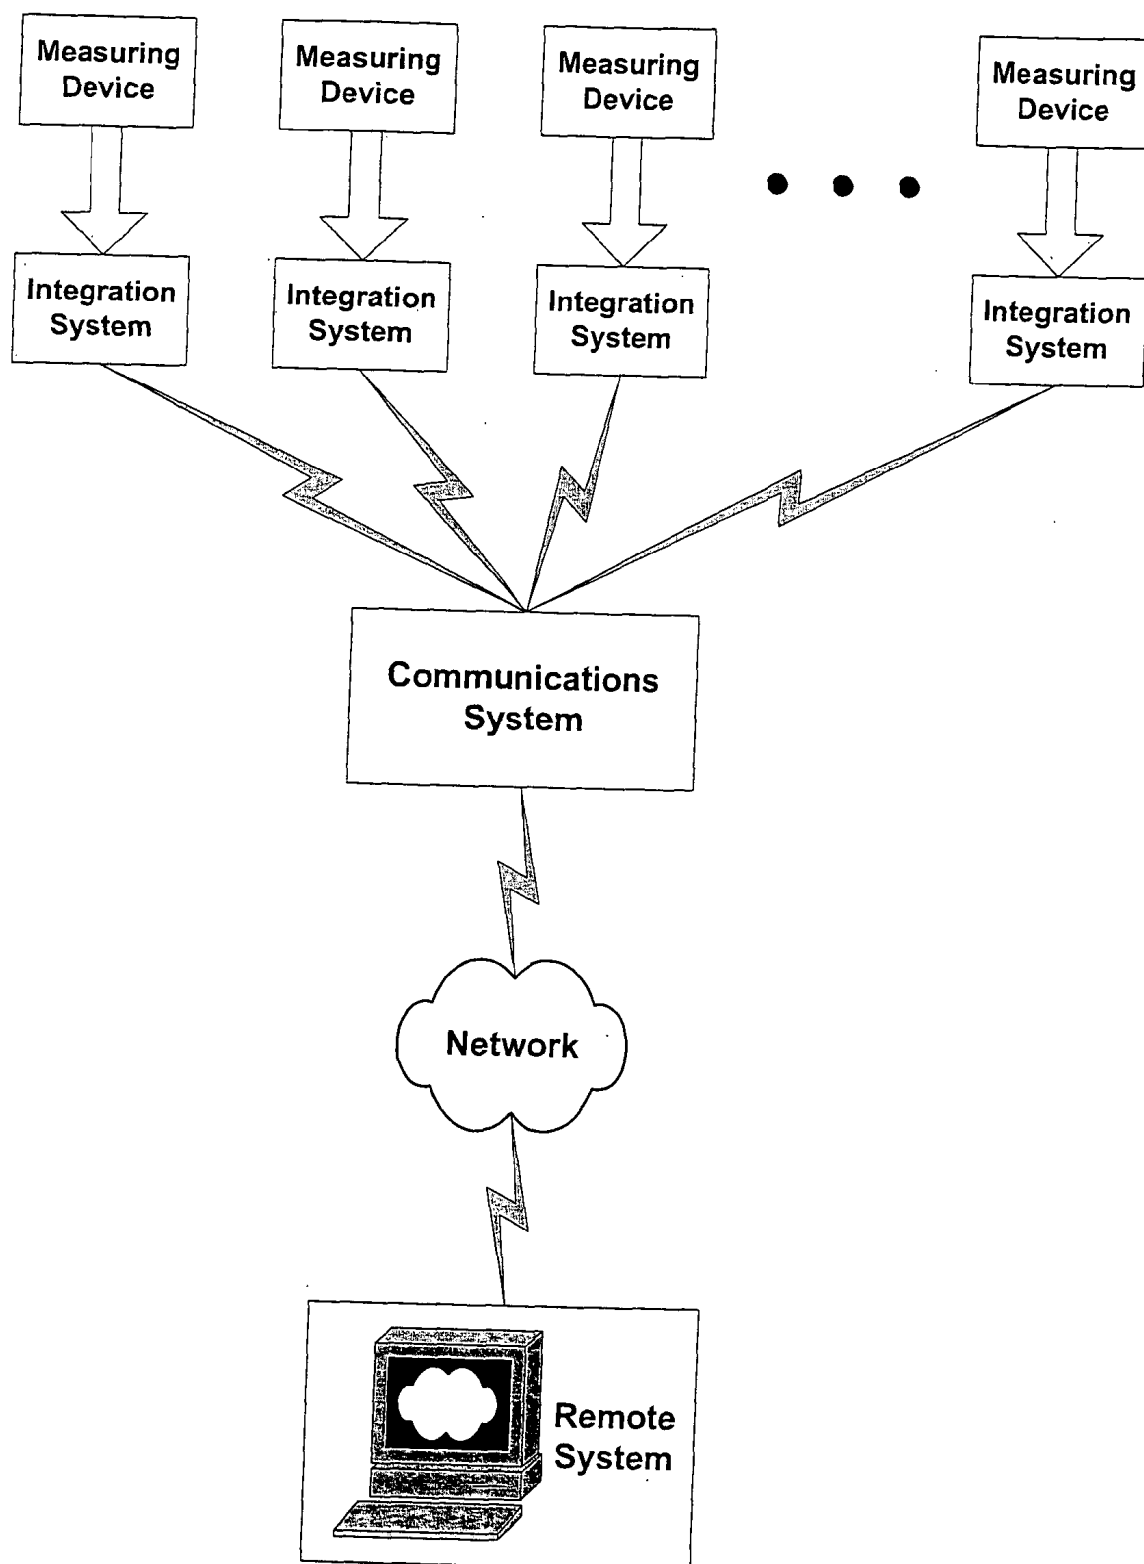 Measuring
Device
Measuring
Device
Measuring
Device
Measuring
Device
Integration
System
Integration
System
Integration
System
Integration
System
Communications
System
Network
Remote
System